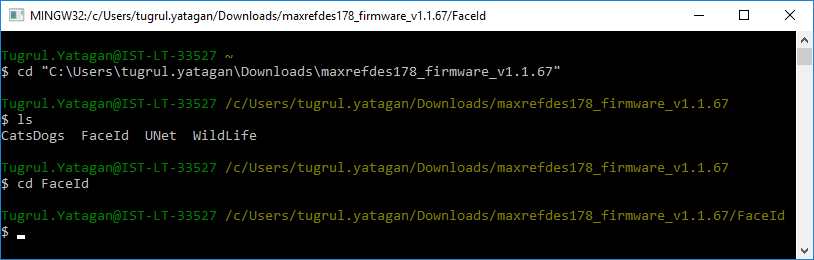 MINGW32:/c/Users/tugrul.yatagan/Downloads/maxrefdes178_firmware_v1.1.67/FaceId
Tugrul.Yatagan@IST-LT-33527 ~
$ cd "C:\Users\tugrul.yatagan\Downloads\maxrefdes178_firmware_v1.1.67"
Tugrul.Yatagan@IST-LT-33527 /c/Users/tugrul.yatagan/Downloads/maxrefdes178_firmware_v1.1.67
$ ls
CatsDogs  FaceId  UNet  WildLife
Tugrul.Yatagan@IST-LT-33527 /c/Users/tugrul.yatagan/Downloads/maxrefdes178_firmware_v1.1.67
$ cd FaceId
Tugrul.Yatagan@IST-LT-33527 /c/Users/tugrul.yatagan/Downloads/maxrefdes178_firmware_v1.1.67/FaceId
$